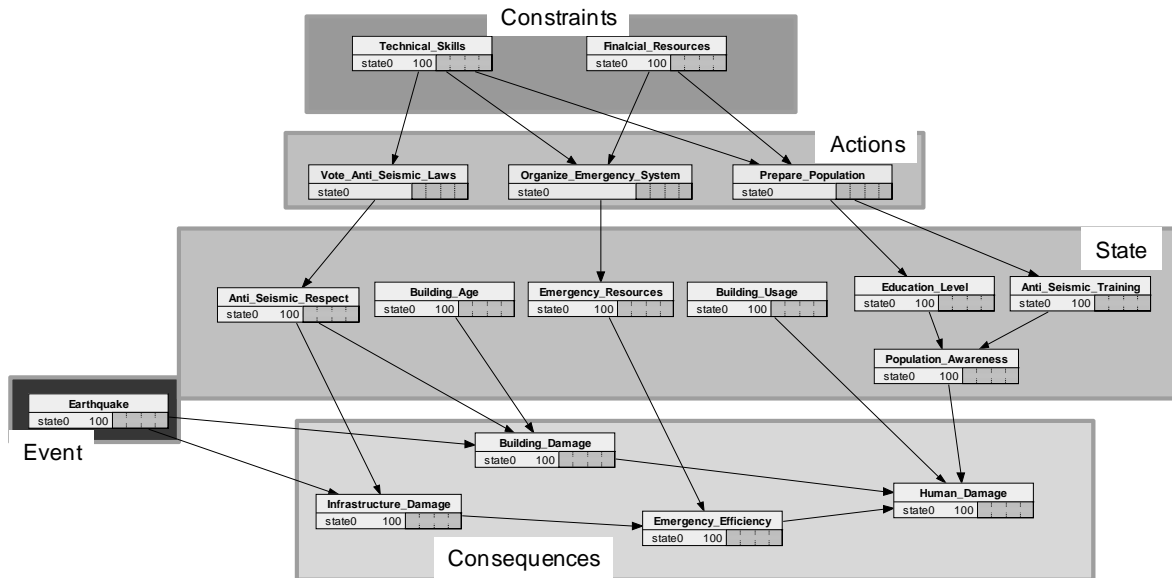 Constraints
Technical_Skills
state0 100
Finalcial_Resources
state0 100
Actions
Vote_Anti_Seismic_Laws
state0
Organize_Emergency_System
state0
Prepare_Population
state0
State
Anti_Seismic_Respect
state0 100
Building_Age
state0 100
Emergency_Resources
state0 100
Building_Usage
state0 100
Education_Level
state0 100
Anti_Seismic_Training
state0 100
Population_Awareness
state0 100
Earthquake
state0 100
Event
Building_Damage
state0 100
Infrastructure_Damage
state0 100
Emergency_Efficiency
state0 100
Human_Damage
state0 100
Consequences